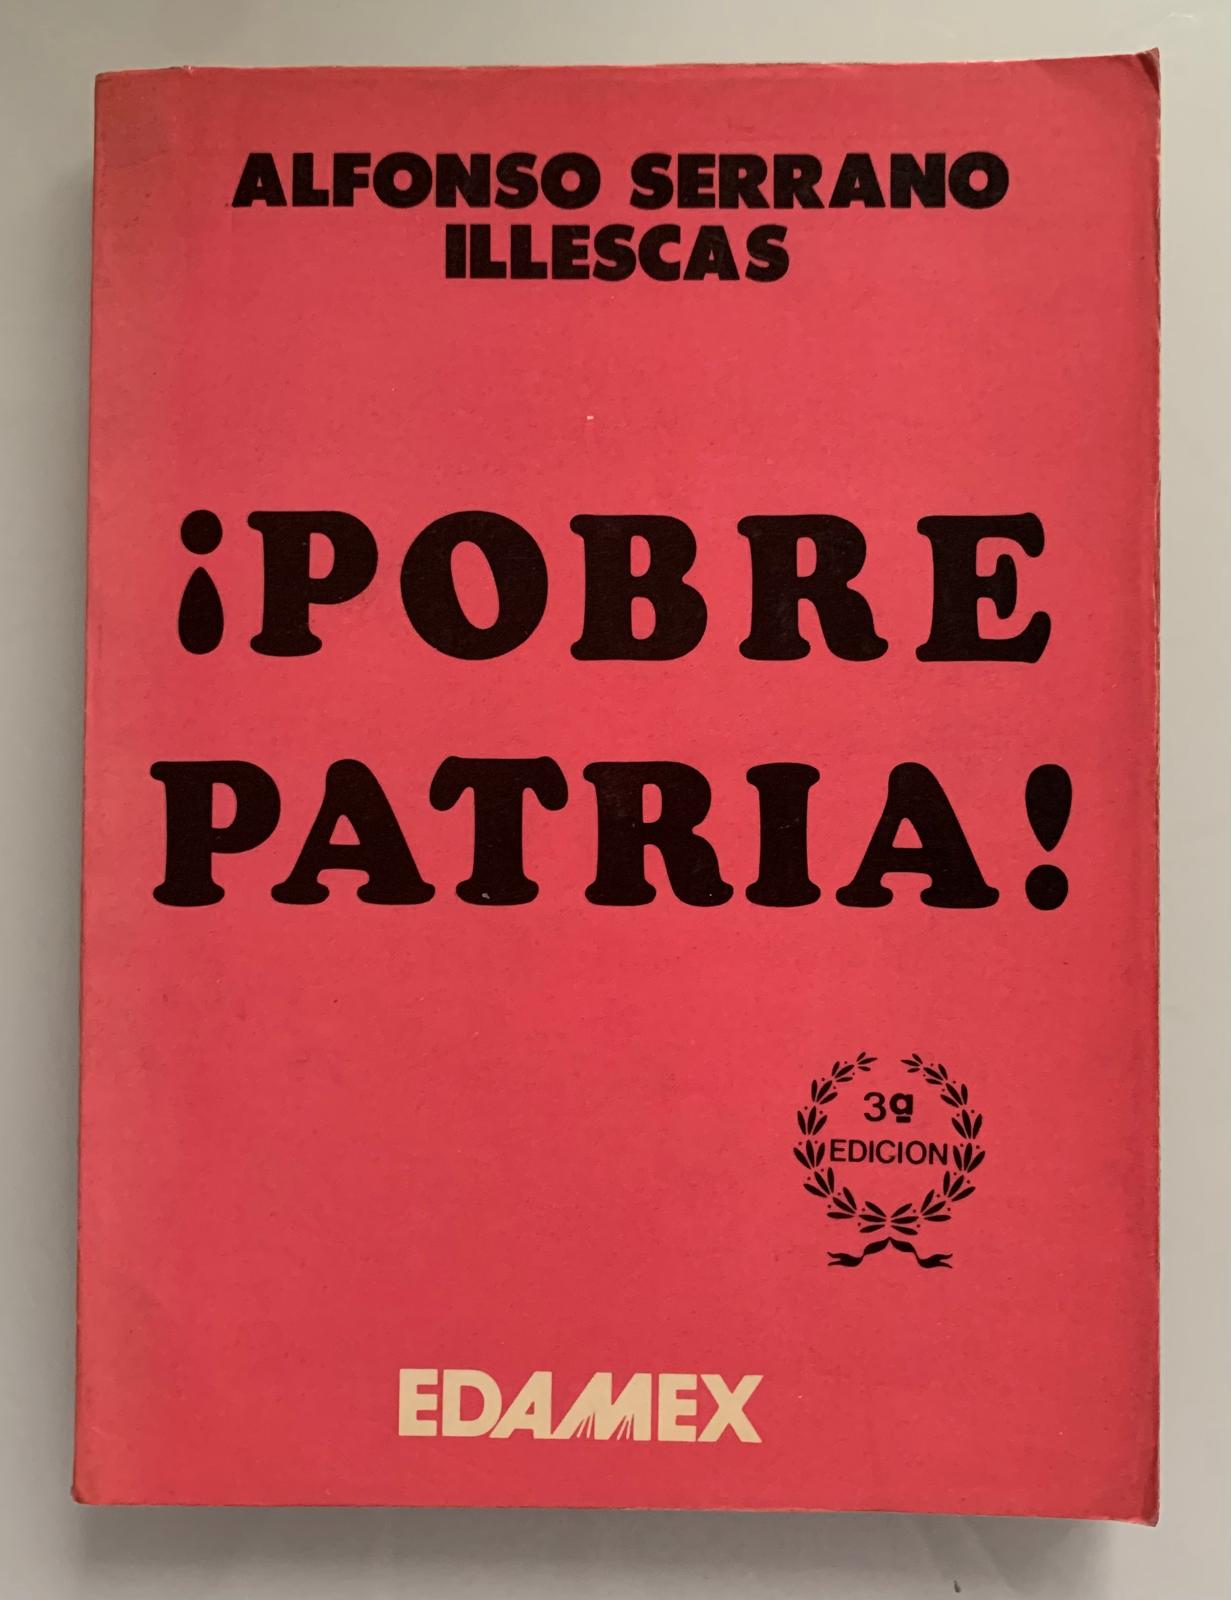 ALFONSO SERRANO
ILLESCAS
¡POBRE
PATRIA!
3ª
EDICION
EDAMEX